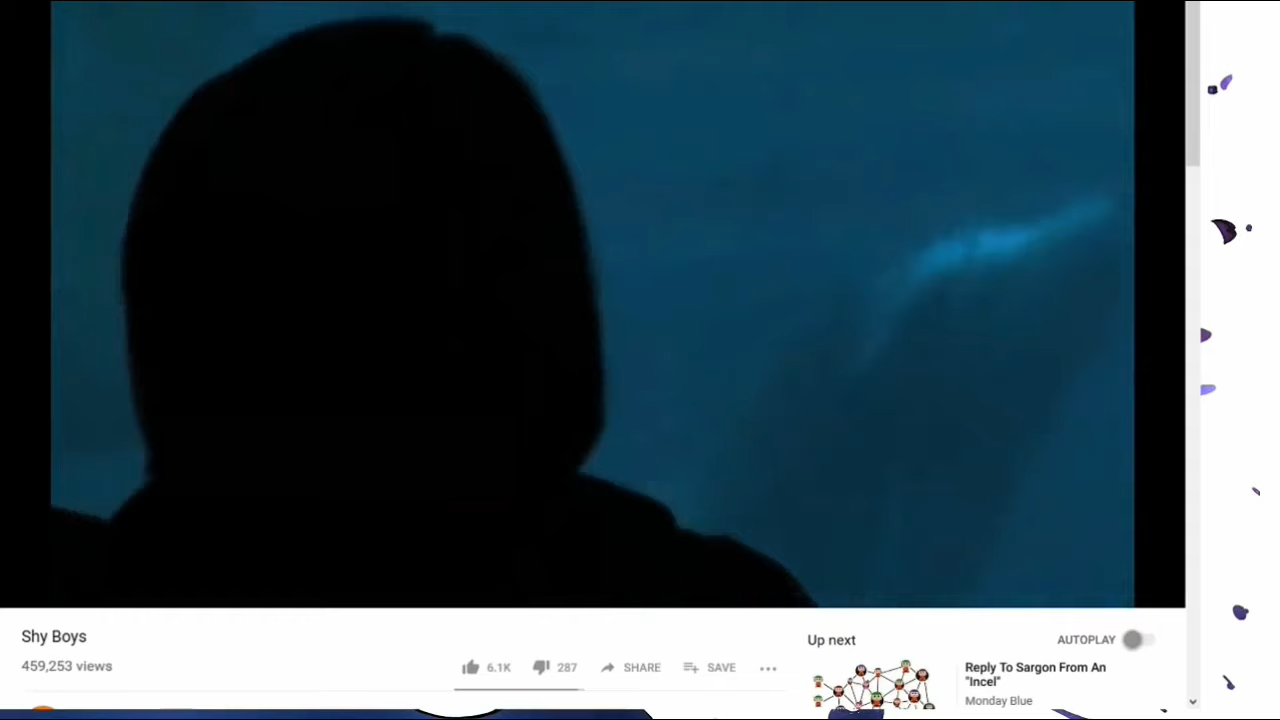 Shy Boys
459,253 views
6.1K 287 SHARE SAVE
Up next
AUTOPLAY
Reply To Sargon From An
"Incel"
Monday Blue